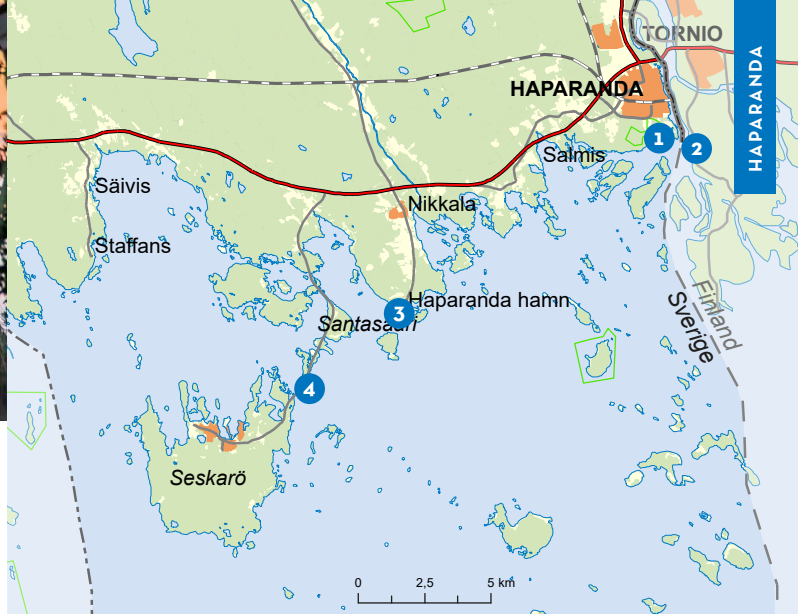 TORNIO
HAPARANDA
HAPARANDA
1
2
Salmis
Säivis
Nikkala
Staffans
Haparanda hamn
3
Santasaari
Finland
Sverige
4
Seskarö
0 2,5 5 km